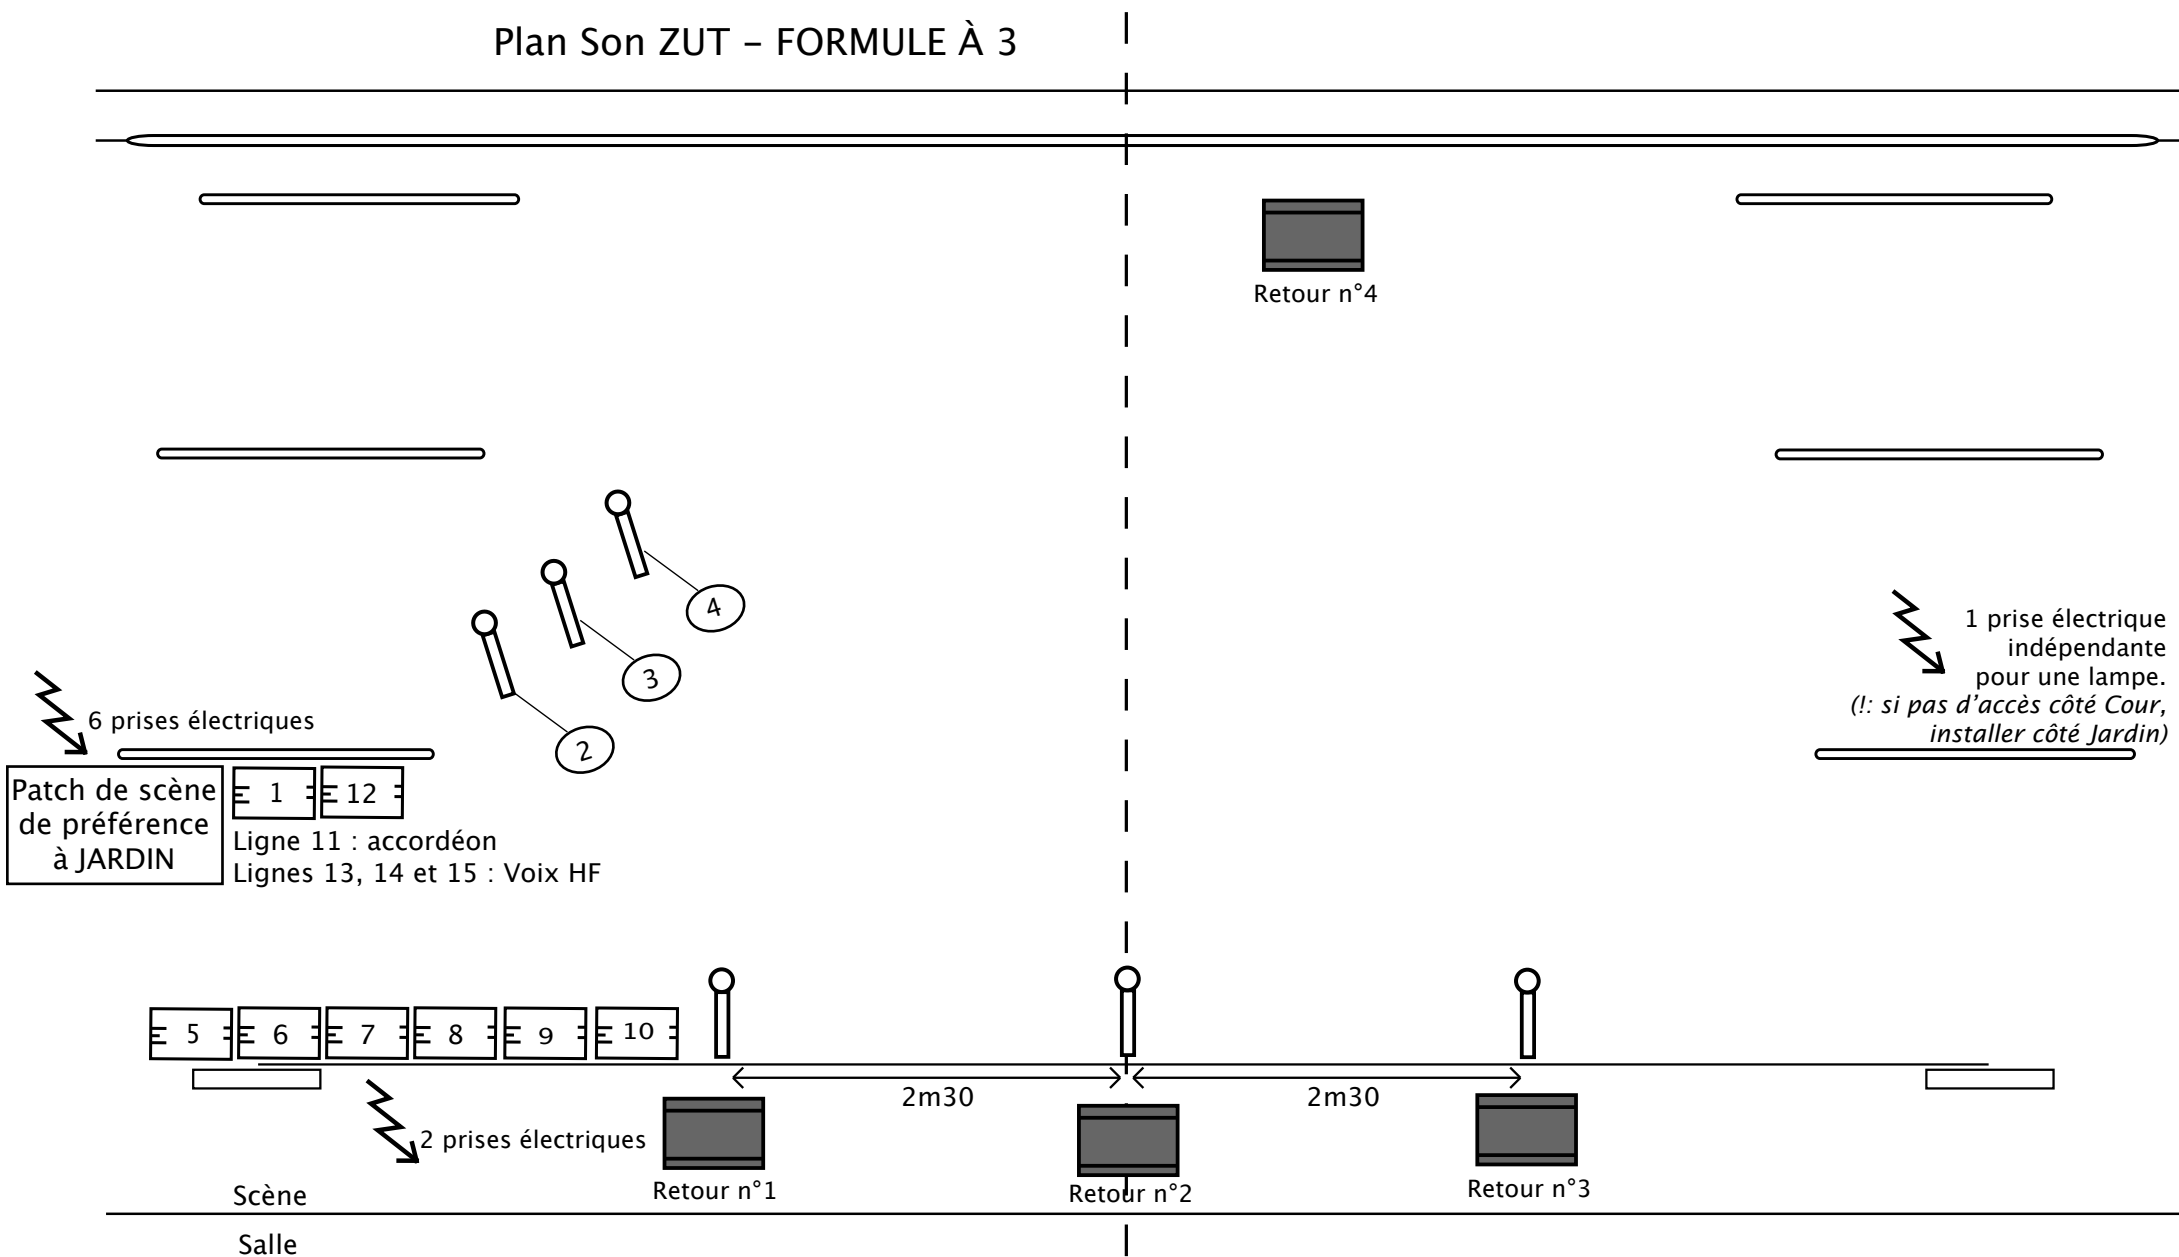 Plan Son ZUT – FORMULE À 3
Retour n°4
4
3
2
1 prise électrique
indépendante
pour une lampe.
(!: si pas d'accès côté Cour,
installer côté Jardin)
6 prises électriques
Patch de scène
de préférence
à JARDIN
1
12
Ligne 11 : accordéon
Lignes 13, 14 et 15 : Voix HF
5
6
7
8
9
10
2m30
2m30
2 prises électriques
Retour n°1
Retour n°2
Retour n°3
Scène
Salle